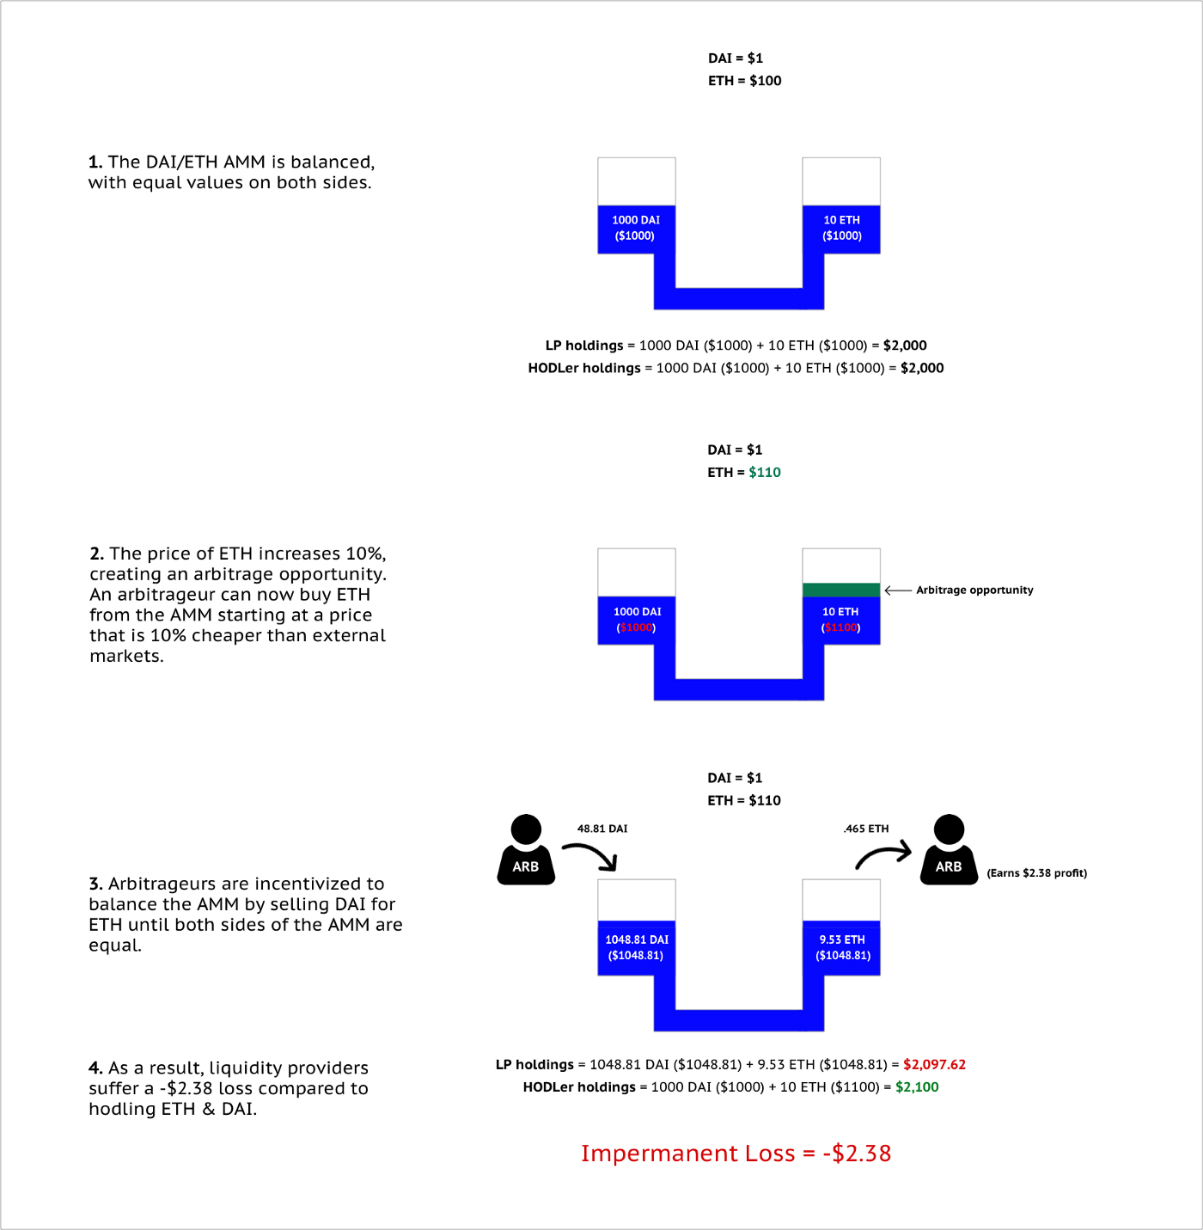 DAI = $1
ETH = $100
1. The DAI/ETH AMM is balanced,
with equal values on both sides.
1000 DAI
($1000)
10 ETH
($1000)
LP holdings = 1000 DAI ($1000) + 10 ETH ($1000) = $2,000
HODLer holdings = 1000 DAI ($1000) + 10 ETH ($1000) = $2,000
DAI = $1
ETH = $110
2. The price of ETH increases 10%,
creating an arbitrage opportunity.
An arbitrageur can now buy ETH
from the AMM starting at a price
that is 10% cheaper than external
markets.
1000 DAI
($1000)
10 ETH
($1100)
Arbitrage opportunity
DAI = $1
ETH = $110
48.81 DAI
.465 ETH
ARB
ARB
(Earns $2.38 profit)
3. Arbitrageurs are incentivized to
balance the AMM by selling DAI for
ETH until both sides of the AMM are
equal.
1048.81 DAI
($1048.81)
9.53 ETH
($1048.81)
4. As a result, liquidity providers
suffer a -$2.38 loss compared to
hodling ETH & DAI.
LP holdings = 1048.81 DAI ($1048.81) + 9.53 ETH ($1048.81) = $2,097.62
HODLer holdings = 1000 DAI ($1000) + 10 ETH ($1100) = $2,100
Impermanent Loss = -$2.38